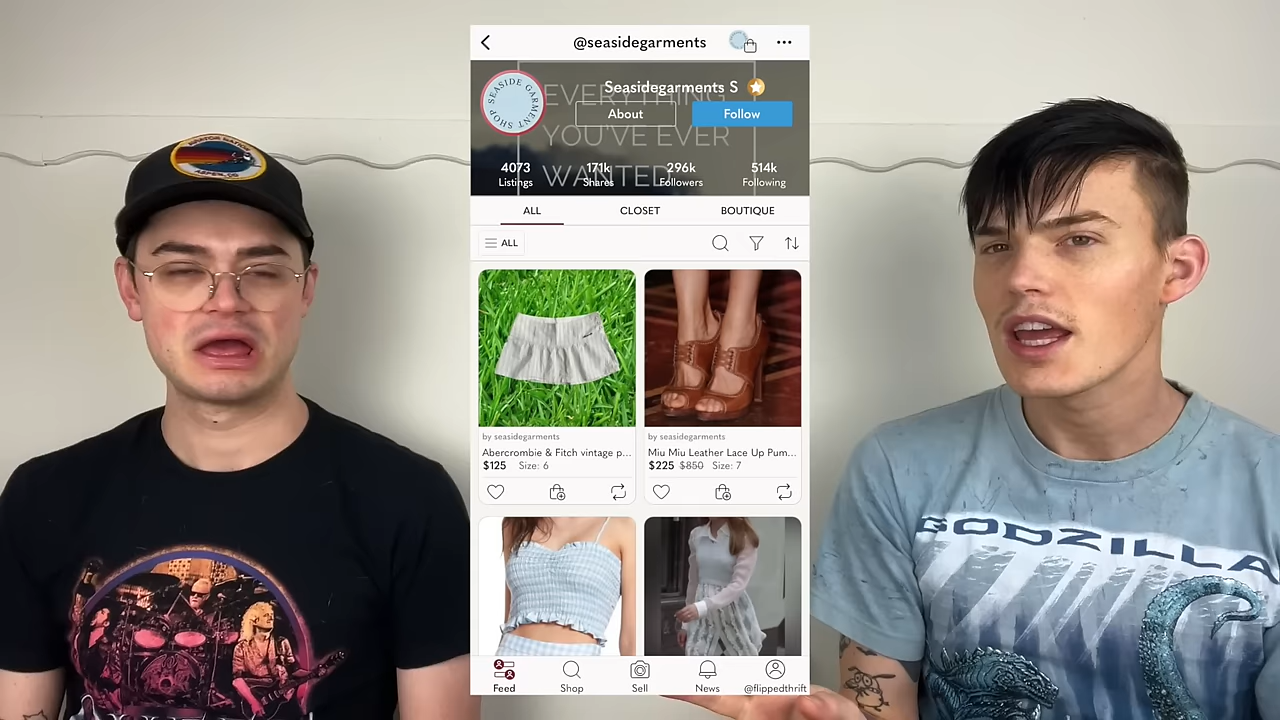 @seasidegarments
SEASIDE GARMENT SHOP
Seasidegarments S
EVERYTHING
YOU'VE EVER
WANTED
About
Follow
4073
171k
296k
514k
Listings
Shares
Followers
Following
ALL
CLOSET
BOUTIQUE
ALL
by seasidegarments
by seasidegarments
Abercrombie & Fitch vintage p...
Miu Miu Leather Lace Up Pum...
$125 Size: 6
$225 $850 Size: 7
Feed
Shop
Sell
News
@flippedthrift
GODZILLA